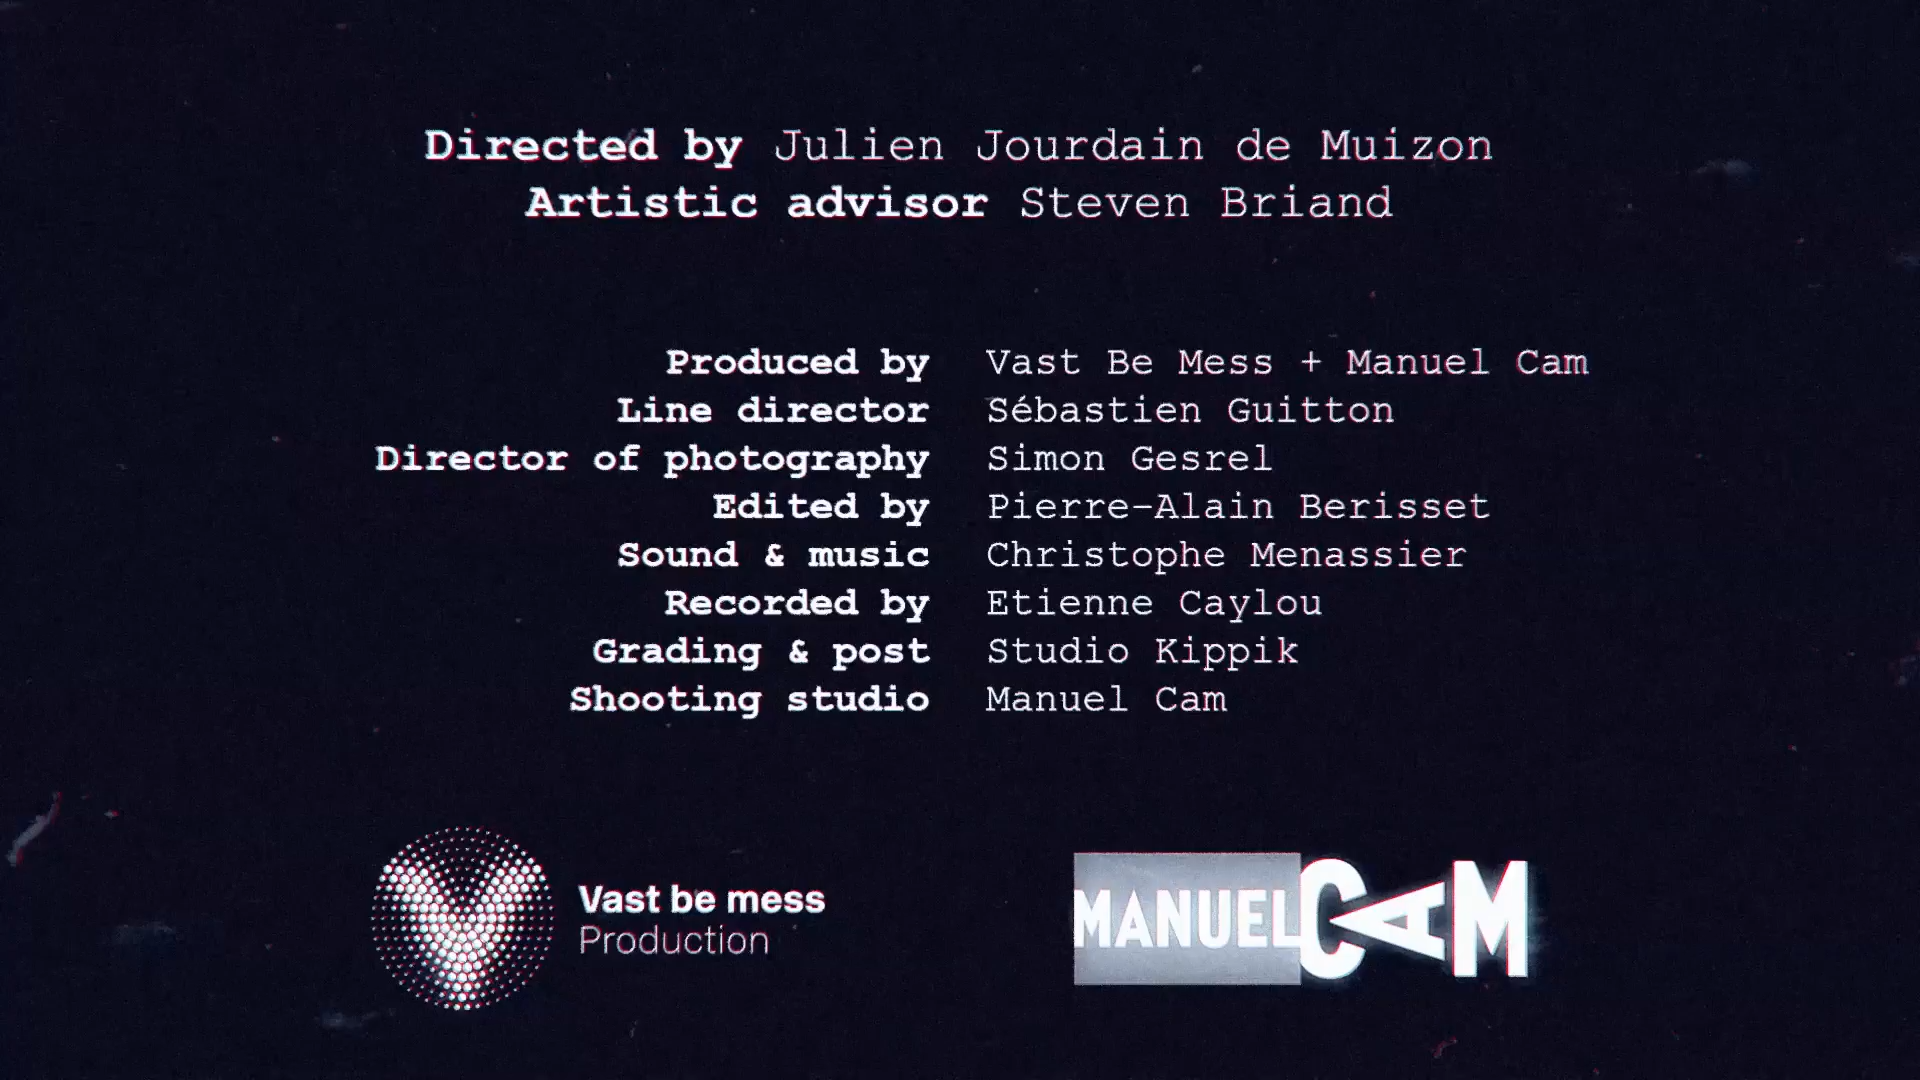 Directed by Julien Jourdain de Muizon
Artistic advisor Steven Briand
Produced by Vast Be Mess + Manuel Cam
Line director Sébastien Guitton
Director of photography Simon Gesrel
Edited by Pierre-Alain Berisset
Sound & music Christophe Menassier
Recorded by Etienne Caylou
Grading & post Studio Kippik
Shooting studio Manuel Cam
Vast be mess
Production
MANUEL CAM